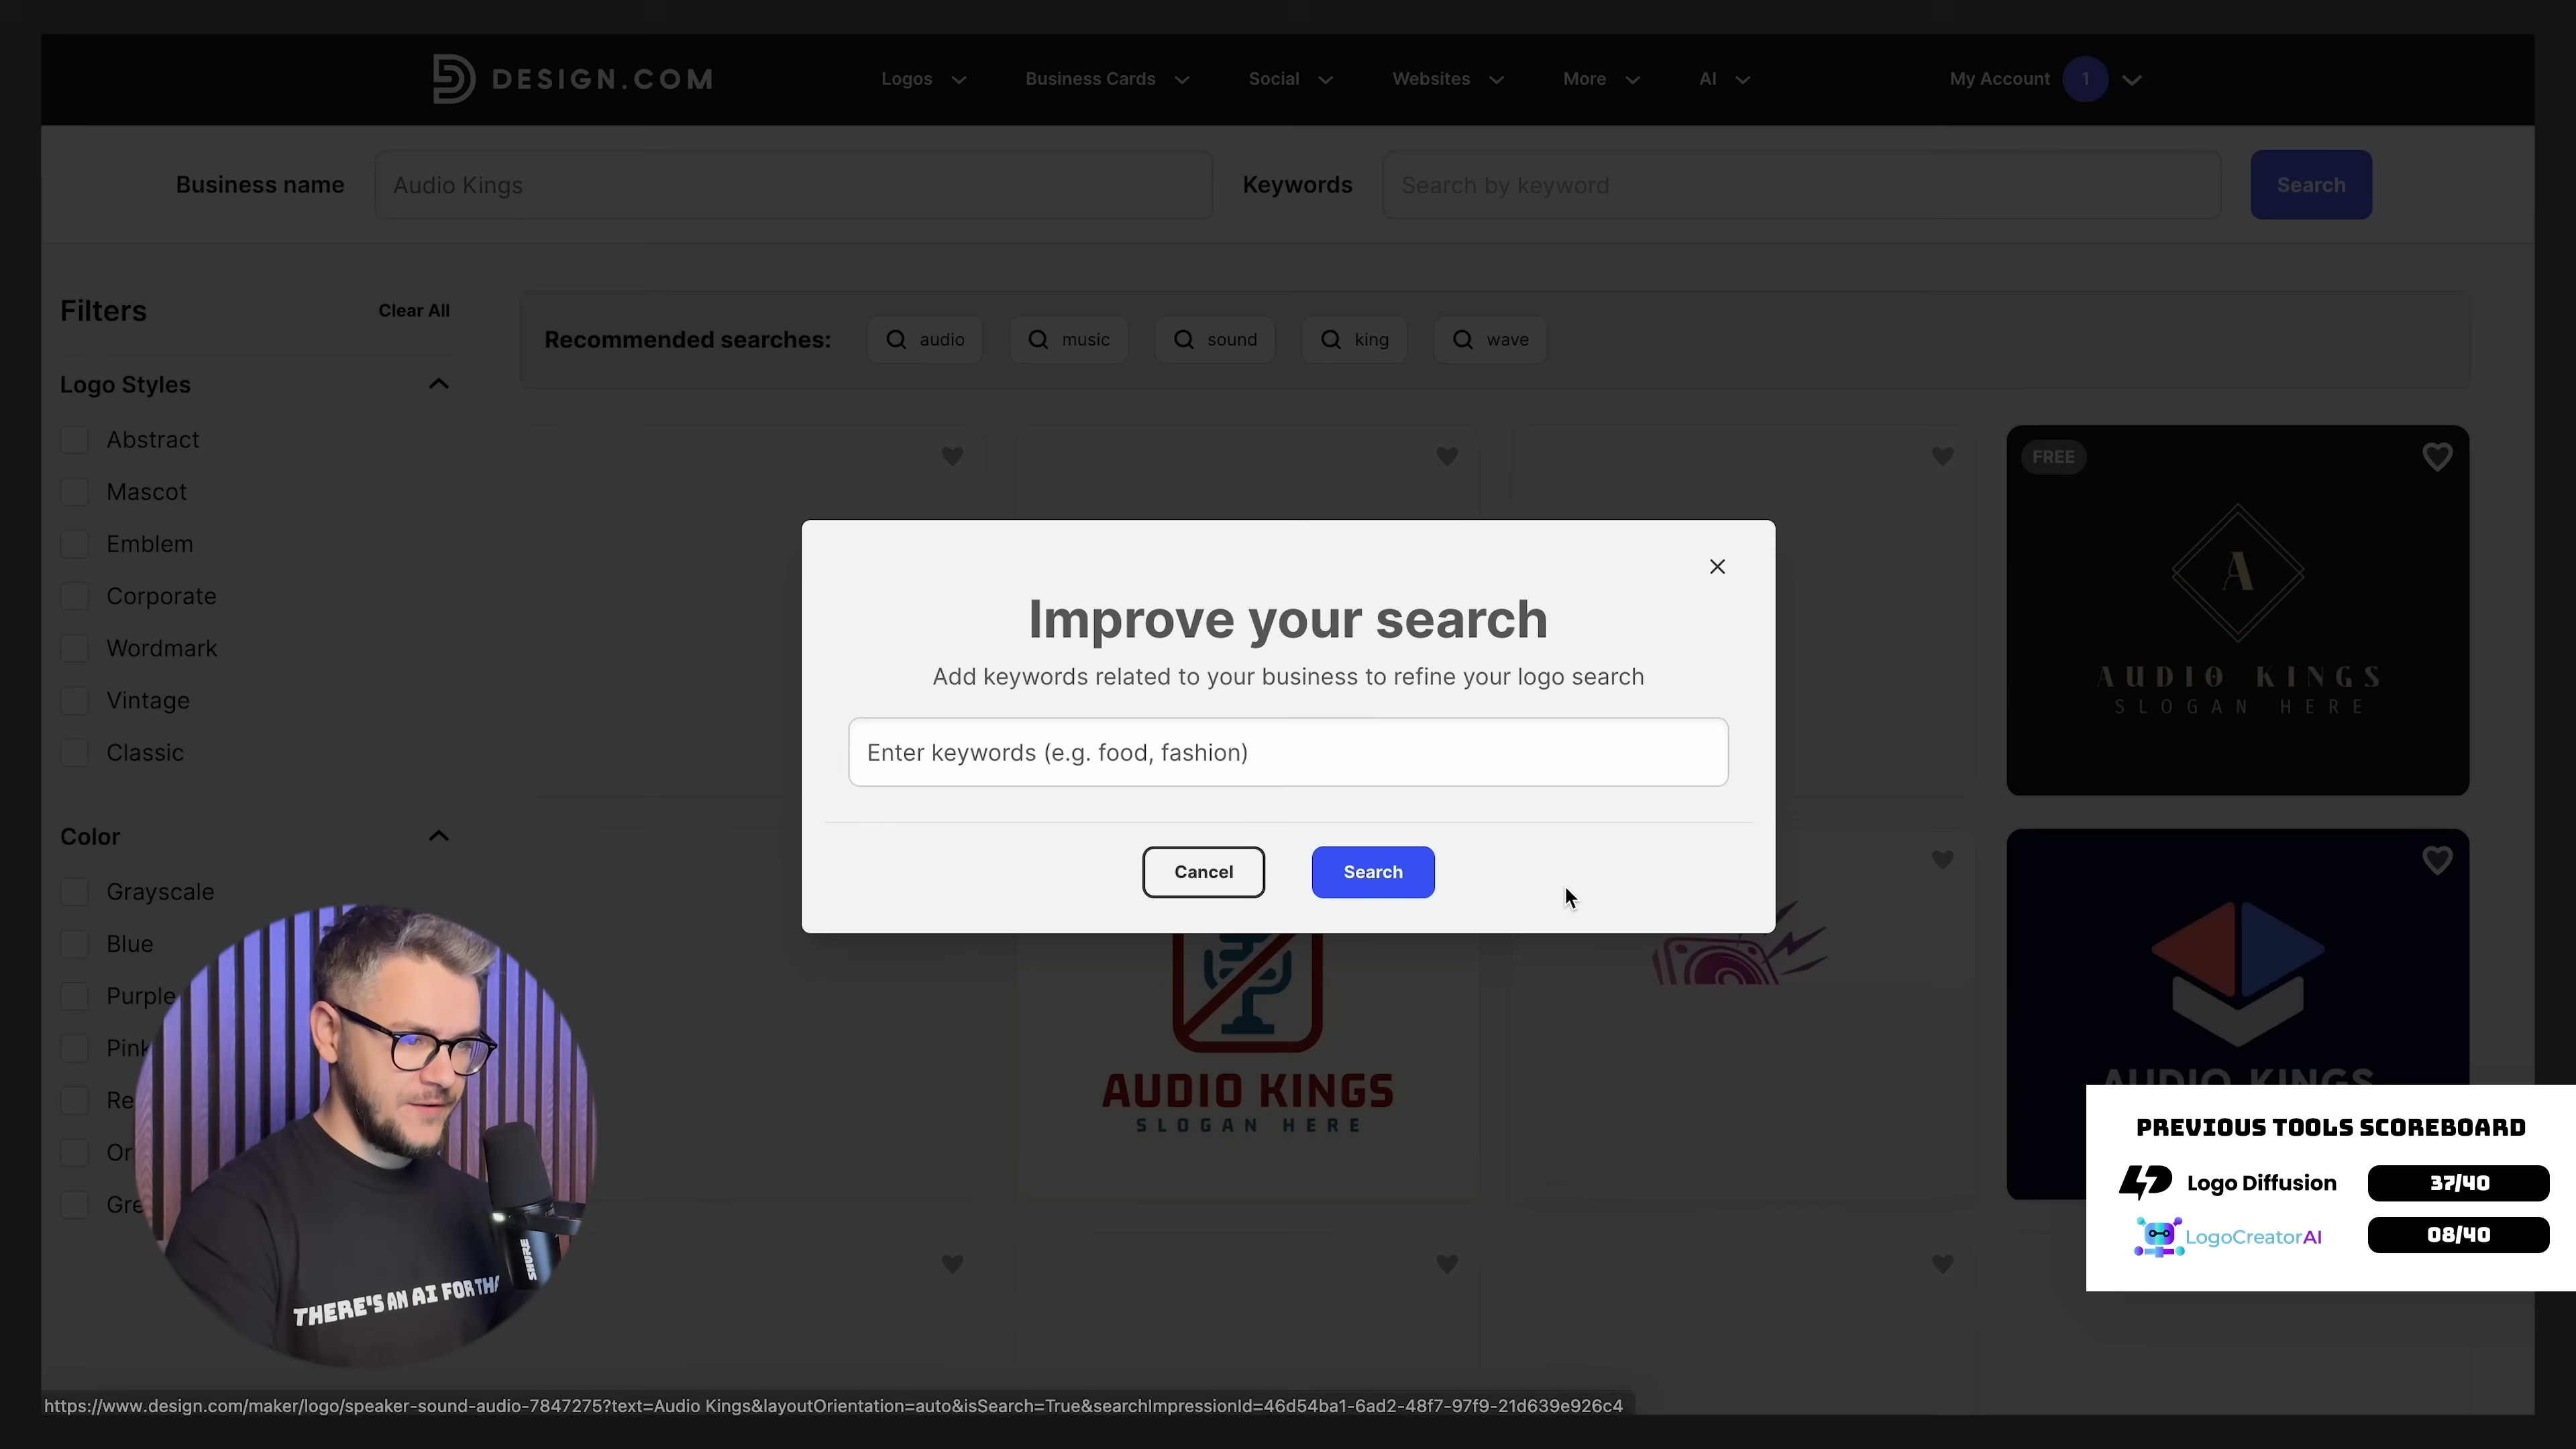 DESIGN.COM
Logos
Business Cards
Social
Websites
More
AI
My Account
1
Business name
Audio Kings
Keywords
Search by keyword
Search
Filters
Clear All
Recommended searches:
audio
music
sound
king
wave
Logo Styles
Abstract
Mascot
Emblem
Corporate
Wordmark
Vintage
Classic
Color
Grayscale
Blue
Purple
FREE
A
AUDIO KINGS
SLOGAN HERE
Improve your search
Add keywords related to your business to refine your logo search
Enter keywords (e.g. food, fashion)
Cancel
Search
AUDIO KINGS
SLOGAN HERE
AUDIO KINGS
THERE'S AN AI FOR THA
SHURE
PREVIOUS TOOLS SCOREBOARD
Logo Diffusion
37/40
LogoCreatorAI
08/40
https://www.design.com/maker/logo/speaker-sound-audio-7847275?text=Audio Kings&layoutOrientation=auto&isSearch=True&searchImpressionId=46d54ba1-6ad2-48f7-97f9-21d639e926c4